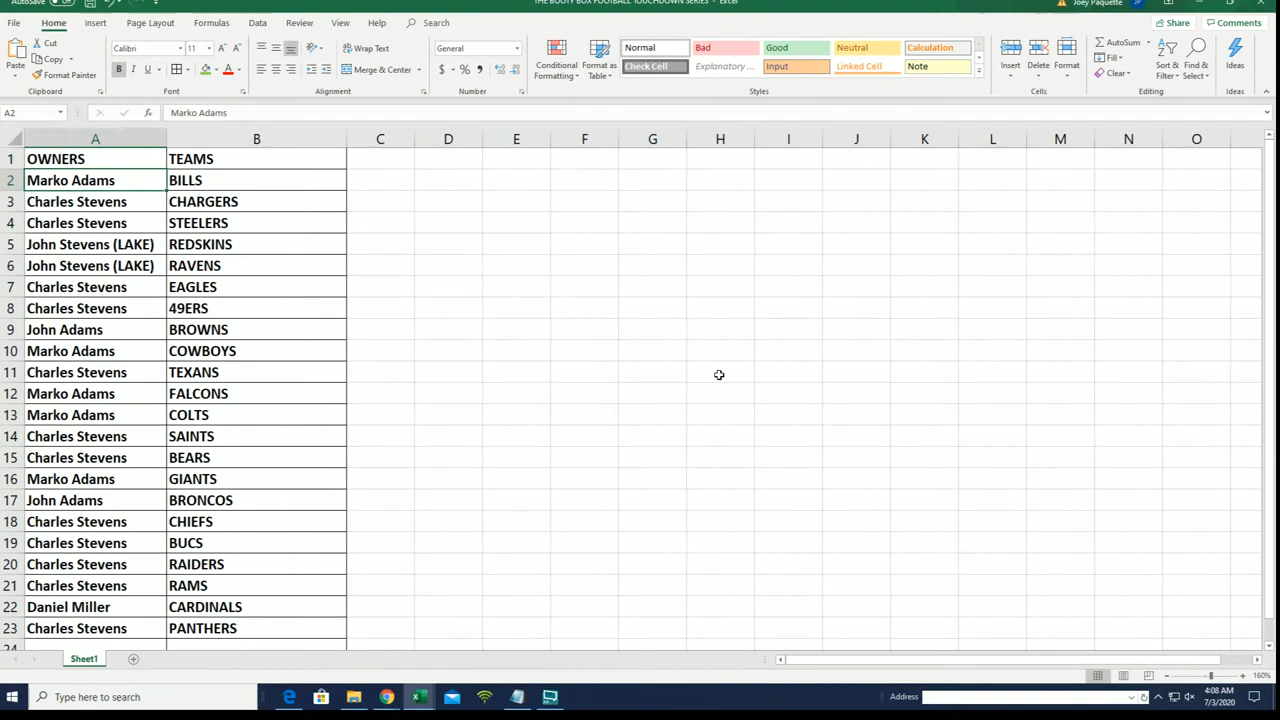 AutoSave Off THE BOOTY BOX FOOTBALL TOUCHDOWN SERIES - Excel Joey Paquette JP
File Home Insert Page Layout Formulas Data Review View Help Search Share Comments
Paste Cut Copy Format Painter
Calibri 11 B I U A
Wrap Text Merge & Center
General $ % ,
Conditional Formatting Format as Table
Normal Bad Good Neutral Calculation
Check Cell Explanatory ... Input Linked Cell Note
Insert Delete Format
AutoSum Fill Clear Sort & Filter Find & Select Ideas
Clipboard Font Alignment Number Styles Cells Editing Ideas
A2 fx Marko Adams
A B C D E F G H I J K L M N O
1 OWNERS TEAMS
2 Marko Adams BILLS
3 Charles Stevens CHARGERS
4 Charles Stevens STEELERS
5 John Stevens (LAKE) REDSKINS
6 John Stevens (LAKE) RAVENS
7 Charles Stevens EAGLES
8 Charles Stevens 49ERS
9 John Adams BROWNS
10 Marko Adams COWBOYS
11 Charles Stevens TEXANS
12 Marko Adams FALCONS
13 Marko Adams COLTS
14 Charles Stevens SAINTS
15 Charles Stevens BEARS
16 Marko Adams GIANTS
17 John Adams BRONCOS
18 Charles Stevens CHIEFS
19 Charles Stevens BUCS
20 Charles Stevens RAIDERS
21 Charles Stevens RAMS
22 Daniel Miller CARDINALS
23 Charles Stevens PANTHERS
24
Sheet1
160%
Type here to search Address 4:08 AM
7/3/2020